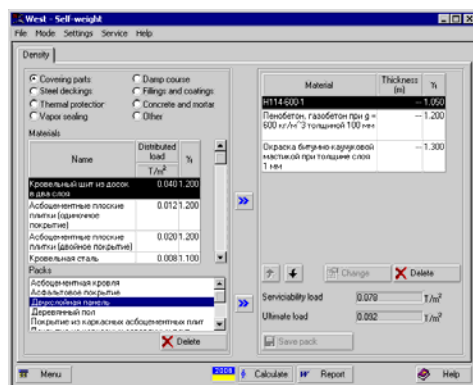 West - Self-weight
File Mode Settings Service Help
Density
Covering parts
Damp course
Steel deckings
Fillings and coatings
Thermal protection
Concrete and mortar
Vapor sealing
Other
Materials
Name
Distributed load
γf
T/m²
Кровельный щит из досок в два слоя 0.040 1.200
Асбоцементные плоские плитки (одиночное покрытие) 0.012 1.200
Асбоцементные плоские плитки (двойное покрытие) 0.020 1.200
Кровельная сталь 0.008 1.100
Packs
Асбоцементная кровля
Асфальтовое покрытие
Двухслойная панель
Деревянный пол
Покрытие из каркасных асбоцементных плит
Delete
Material
Thickness (m)
γf
H114-600-1 --- 1.050
Пенобетон, газобетон при g = 600 кг/м^3 толщиной 100 мм --- 1.200
Окраска битумно-каучуковой мастикой при толщине слоя 1 мм --- 1.300
Change
Delete
Serviciability load 0.078 T/m²
Ultimate load 0.092 T/m²
Save pack
Menu
2008
Calculate
Report
Help